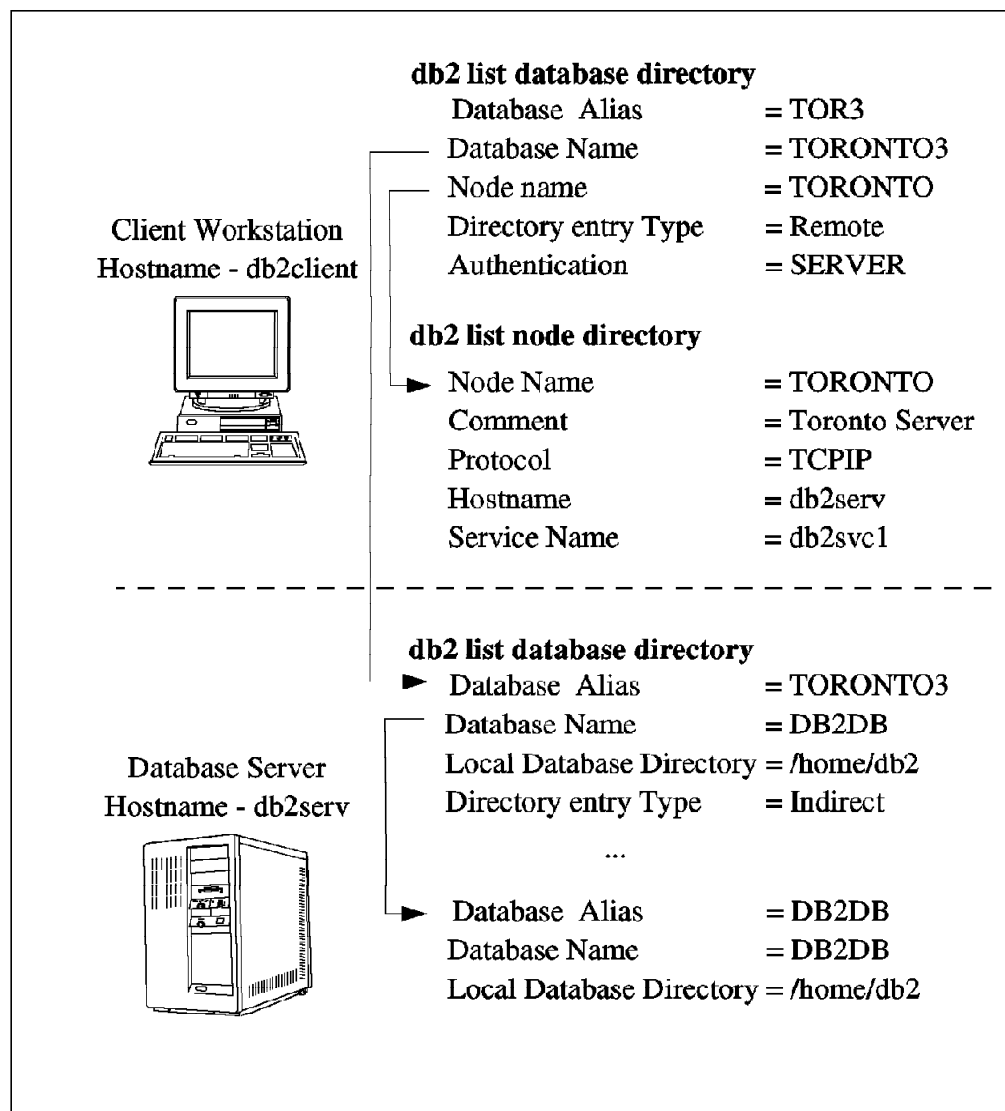 db2 list database directory
Database Alias = TOR3
Database Name = TORONTO3
Node name = TORONTO
Directory entry Type = Remote
Authentication = SERVER
Client Workstation
Hostname - db2client
db2 list node directory
Node Name = TORONTO
Comment = Toronto Server
Protocol = TCPIP
Hostname = db2serv
Service Name = db2svc1
db2 list database directory
Database Alias = TORONTO3
Database Name = DB2DB
Local Database Directory = /home/db2
Directory entry Type = Indirect
...
Database Server
Hostname - db2serv
Database Alias = DB2DB
Database Name = DB2DB
Local Database Directory = /home/db2